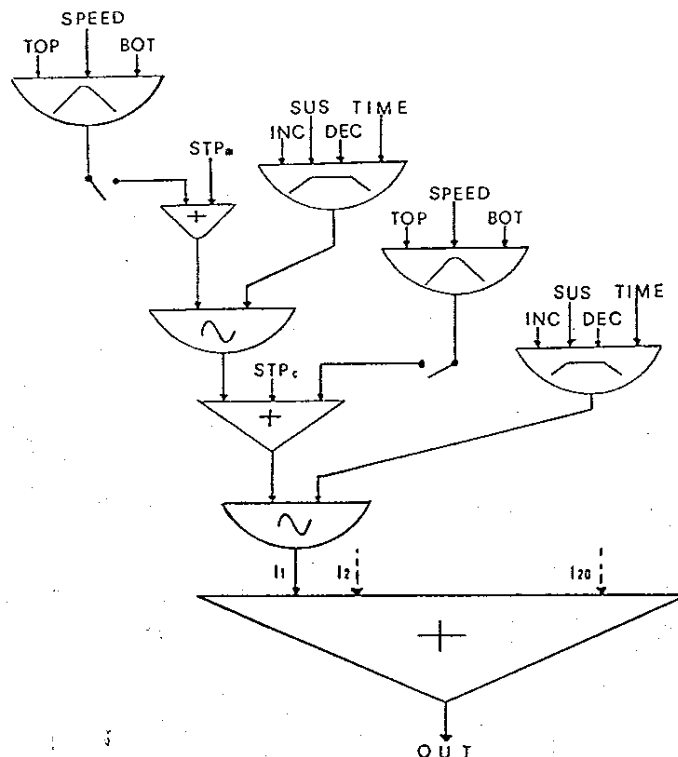 SPEED
TOP BOT
SUS TIME
INC DEC
STPm
SPEED
TOP BOT
SUS TIME
INC DEC
STPc
+
+
I1 I2 I20
+
OUT